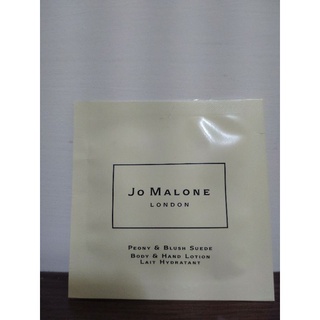 JO MALONE
LONDON
PEONY & BLUSH SUEDE
BODY & HAND LOTION
LAIT HYDRATANT